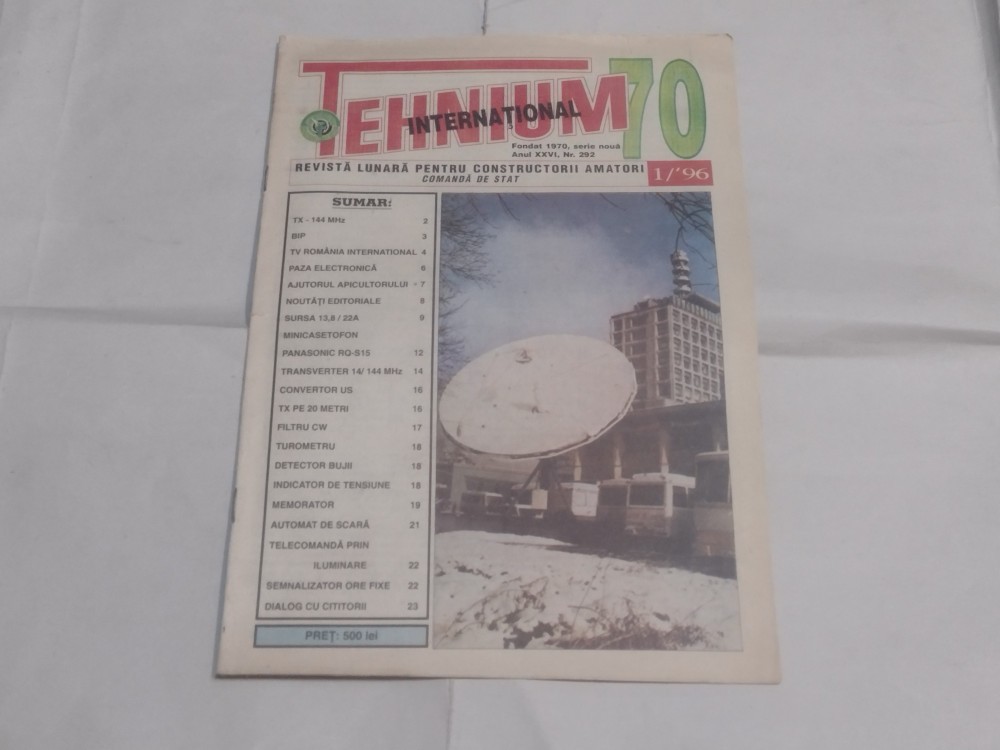 TEHNIUM 70
INTERNAŢIONAL
Fondat 1970, serie nouă
Anul XXVI, Nr. 292
REVISTĂ LUNARĂ PENTRU CONSTRUCTORII AMATORI 1/'96
COMANDĂ DE STAT
SUMAR:
TX - 144 MHz 2
BIP 3
TV ROMÂNIA INTERNATIONAL 4
PAZA ELECTRONICĂ 6
AJUTORUL APICULTORULUI 7
NOUTĂŢI EDITORIALE 8
SURSA 13,8 / 22A 9
MINICASETOFON
PANASONIC RQ-S15 12
TRANSVERTER 14/ 144 MHz 14
CONVERTOR US 16
TX PE 20 METRI 16
FILTRU CW 17
TUROMETRU 18
DETECTOR BUJII 18
INDICATOR DE TENSIUNE 18
MEMORATOR 19
AUTOMAT DE SCARĂ 21
TELECOMANDĂ PRIN
ILUMINARE 22
SEMNALIZATOR ORE FIXE 22
DIALOG CU CITITORII 23
PREŢ: 500 lei